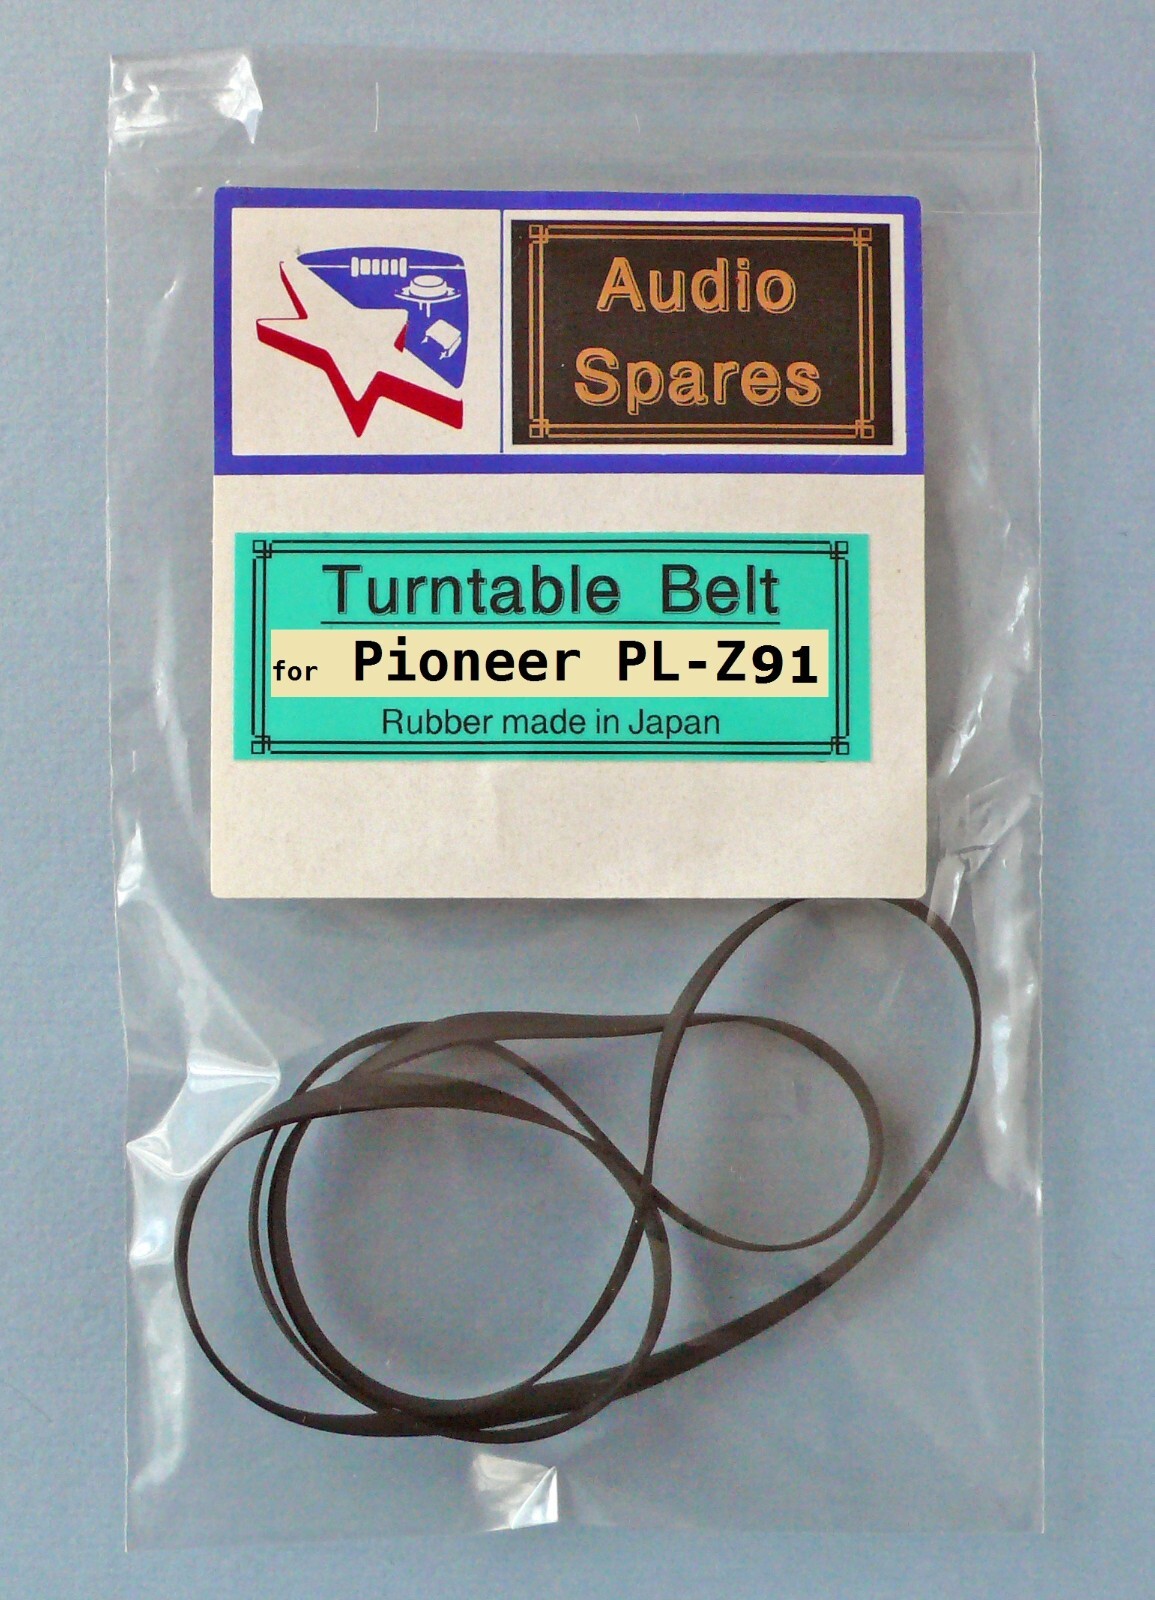 Audio
Spares
Turntable Belt
for Pioneer PL-Z91
Rubber made in Japan